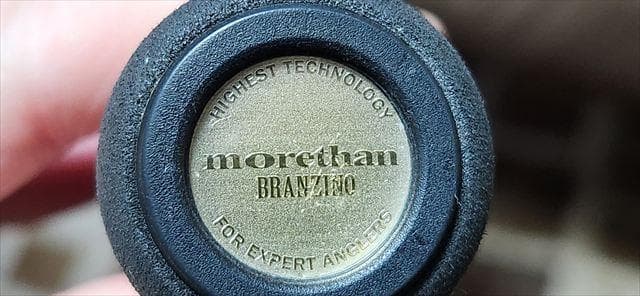 HIGHEST TECHNOLOGY
morethan
BRANZINO
FOR EXPERT ANGLERS